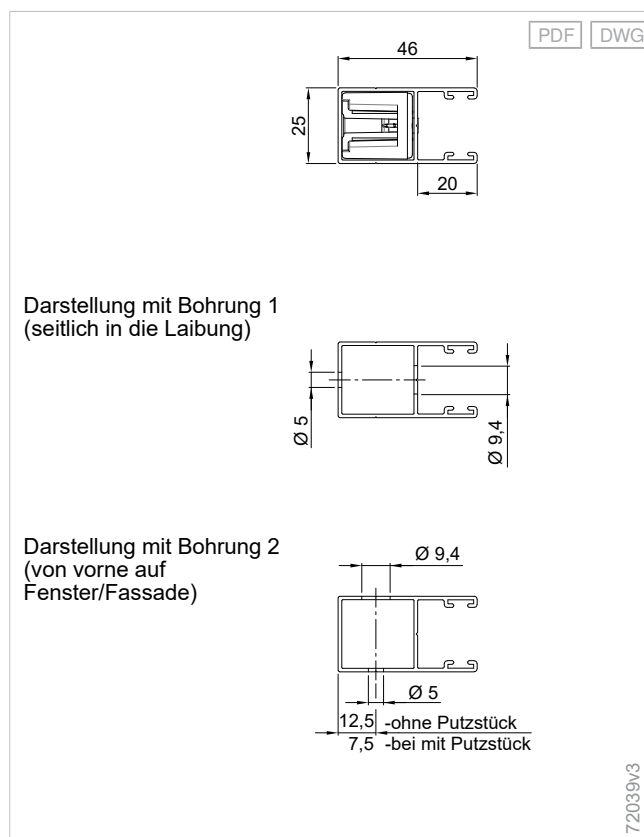 PDF DWG
46
25
20
Darstellung mit Bohrung 1
(seitlich in die Laibung)
Ø 5
Ø 9,4
Darstellung mit Bohrung 2
(von vorne auf
Fenster/Fassade)
Ø 9,4
Ø 5
12,5 -ohne Putzstück
7,5 -bei mit Putzstück
72039v3